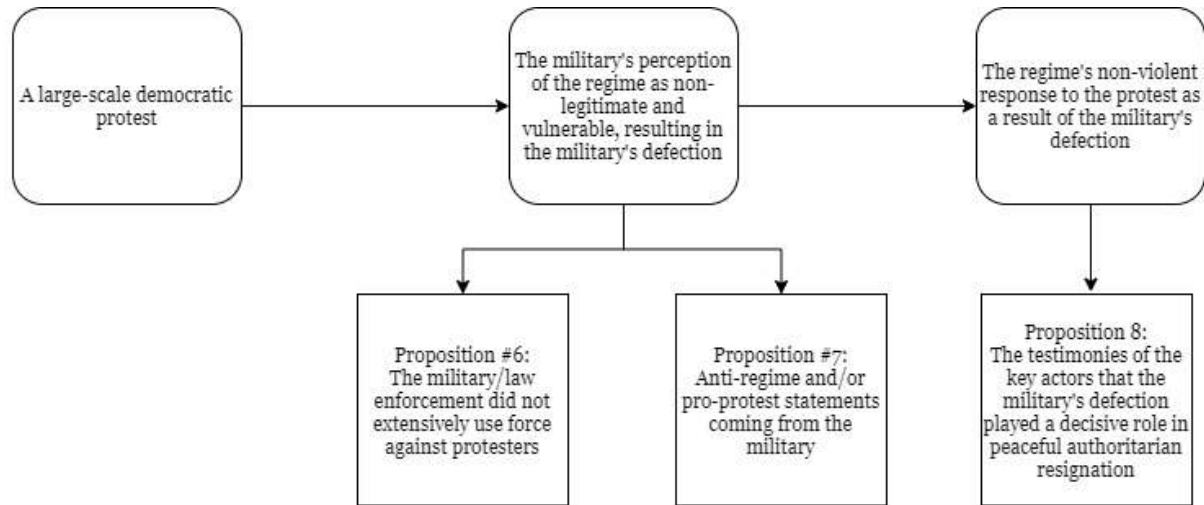 A large-scale democratic
protest
The military's perception
of the regime as non-
legitimate and
vulnerable, resulting in
the military's defection
The regime's non-violent
response to the protest as
a result of the military's
defection
Proposition #6:
The military/law
enforcement did not
extensively use force
against protesters
Proposition #7:
Anti-regime and/or
pro-protest statements
coming from the
military
Proposition 8:
The testimonies of the
key actors that the
military's defection
played a decisive role in
peaceful authoritarian
resignation